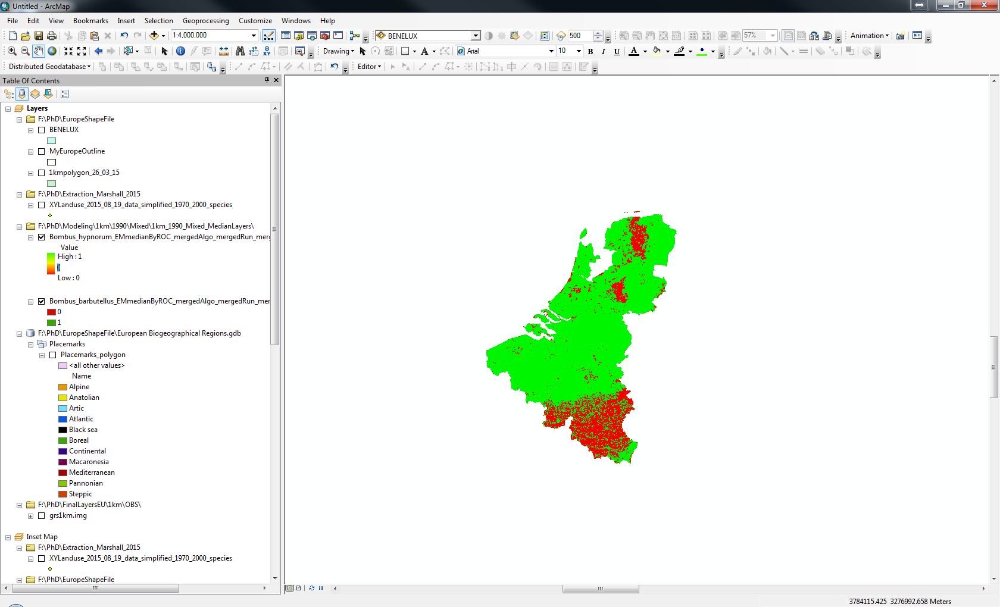 Untitled - ArcMap
File Edit View Bookmarks Insert Selection Geoprocessing Customize Windows Help
1:4,000,000 BENELUX 500 57% Animation
Drawing A Arial 10 B I U A
Distributed Geodatabase Editor
Table Of Contents
Layers
F:\PhD\EuropeShapeFile
BENELUX
MyEuropeOutline
1kmpolygon_26_03_15
F:\PhD\Extraction_Marshall_2015
XYLanduse_2015_08_19_data_simplified_1970_2000_species
F:\PhD\Modeling\1km\1990\Mixed\1km_1990_Mixed_MedianLayers\
Bombus_hypnorum_EMmedianByROC_mergedAlgo_mergedRun_merg
Value
High : 1
Low : 0
Bombus_barbutellus_EMmedianByROC_mergedAlgo_mergedRun_mer
0
1
F:\PhD\EuropeShapeFile\European Biogeographical Regions.gdb
Placemarks
Placemarks_polygon
<all other values>
Name
Alpine
Anatolian
Artic
Atlantic
Black sea
Boreal
Continental
Macaronesia
Mediterranean
Pannonian
Steppic
F:\PhD\FinalLayersEU\1km\OBS\
grs1km.img
Inset Map
F:\PhD\Extraction_Marshall_2015
XYLanduse_2015_08_19_data_simplified_1970_2000_species
F:\PhD\EuropeShapeFile
3784115.425 3276992.658 Meters